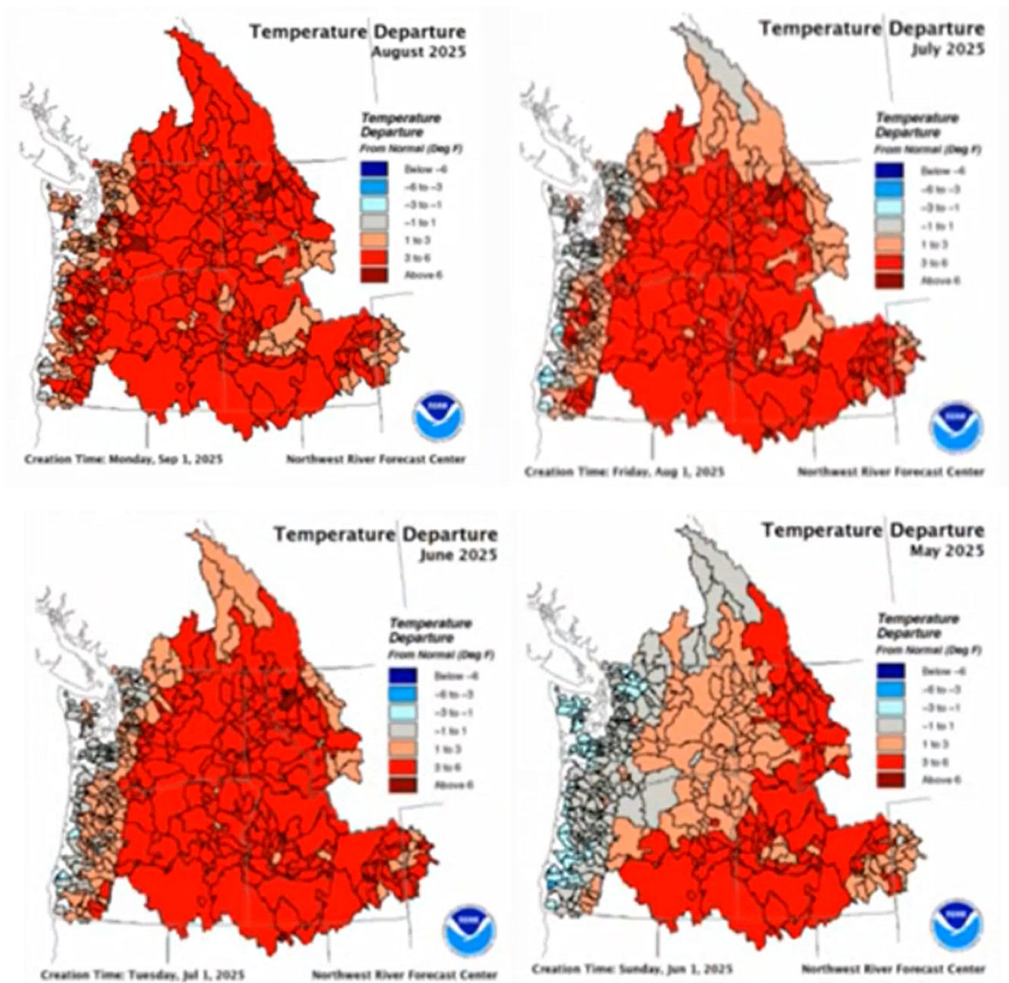 Temperature Departure
August 2025
Temperature
Departure
From Normal (Deg F)
Below -6
-6 to -3
-3 to -1
-1 to 1
1 to 3
3 to 6
Above 6
Creation Time: Monday, Sep 1, 2025
Northwest River Forecast Center
Temperature Departure
July 2025
Temperature
Departure
From Normal (Deg F)
Below -6
-6 to -3
-3 to -1
-1 to 1
1 to 3
3 to 6
Above 6
Creation Time: Friday, Aug 1, 2025
Northwest River Forecast Center
Temperature Departure
June 2025
Temperature
Departure
From Normal (Deg F)
Below -6
-6 to -3
-3 to -1
-1 to 1
1 to 3
3 to 6
Above 6
Creation Time: Tuesday, Jul 1, 2025
Northwest River Forecast Center
Temperature Departure
May 2025
Temperature
Departure
From Normal (Deg F)
Below -6
-6 to -3
-3 to -1
-1 to 1
1 to 3
3 to 6
Above 6
Creation Time: Sunday, Jun 1, 2025
Northwest River Forecast Center